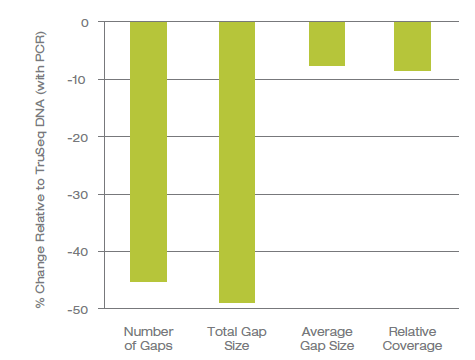 % Change Relative to TruSeq DNA (with PCR)
0
-10
-20
-30
-40
-50
Number
of Gaps
Total Gap
Size
Average
Gap Size
Relative
Coverage